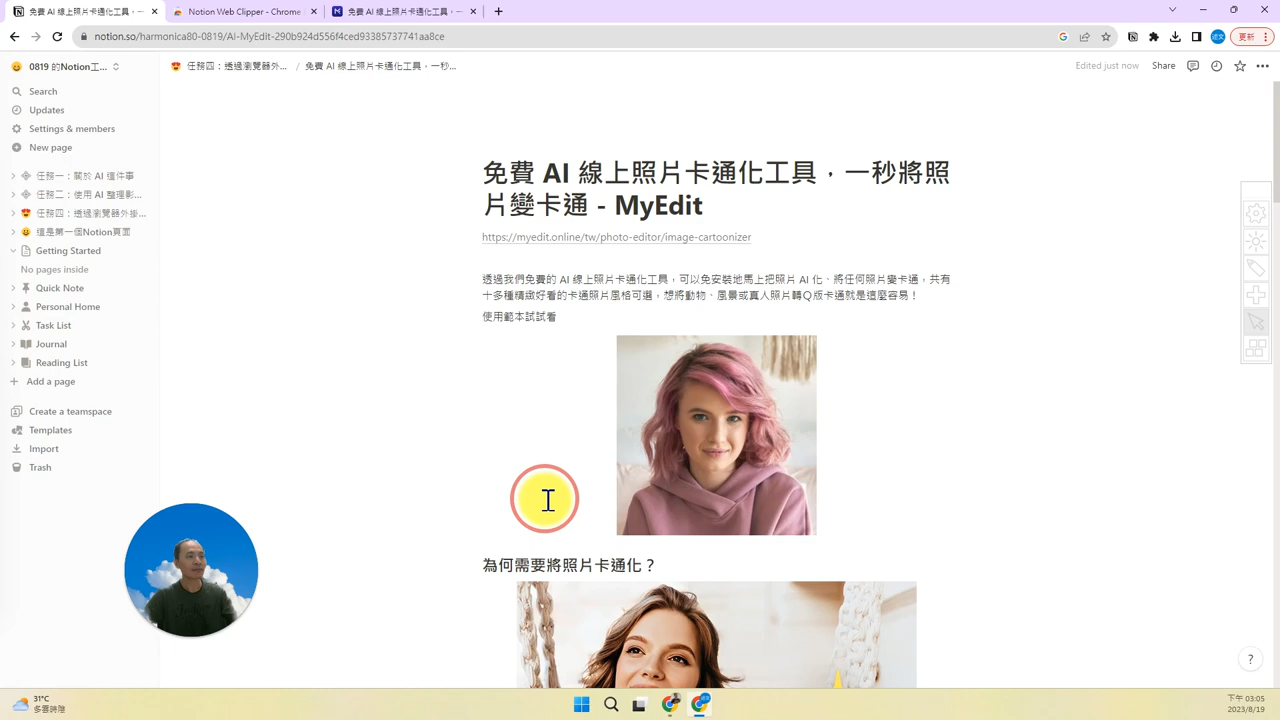 免費 AI 線上照片卡通化工具，一
Notion Web Clipper - Chrome
免費 AI 線上照片卡通化工具，一
notion.so/harmonica80-0819/AI-MyEdit-290b924d556f4ced93385737741aa8ce
更新
0819 的Notion工...
任務四：透過瀏覽器外... / 免費 AI 線上照片卡通化工具，一秒...
Edited just now
Share
Search
Updates
Settings & members
New page
任務一：關於 AI 這件事
任務二：使用 AI 整理影...
任務四：透過瀏覽器外掛...
這是第一個Notion頁面
Getting Started
No pages inside
Quick Note
Personal Home
Task List
Journal
Reading List
Add a page
Create a teamspace
Templates
Import
Trash
免費 AI 線上照片卡通化工具，一秒將照
片變卡通 - MyEdit
https://myedit.online/tw/photo-editor/image-cartoonizer
透過我們免費的 AI 線上照片卡通化工具，可以免安裝地馬上把照片 AI 化、將任何照片變卡通，共有
十多種精緻好看的卡通照片風格可選，想將動物、風景或真人照片轉Q版卡通就是這麼容易！
使用範本試試看
為何需要將照片卡通化？
?
31°C
多雲時陰
下午 03:05
2023/8/19